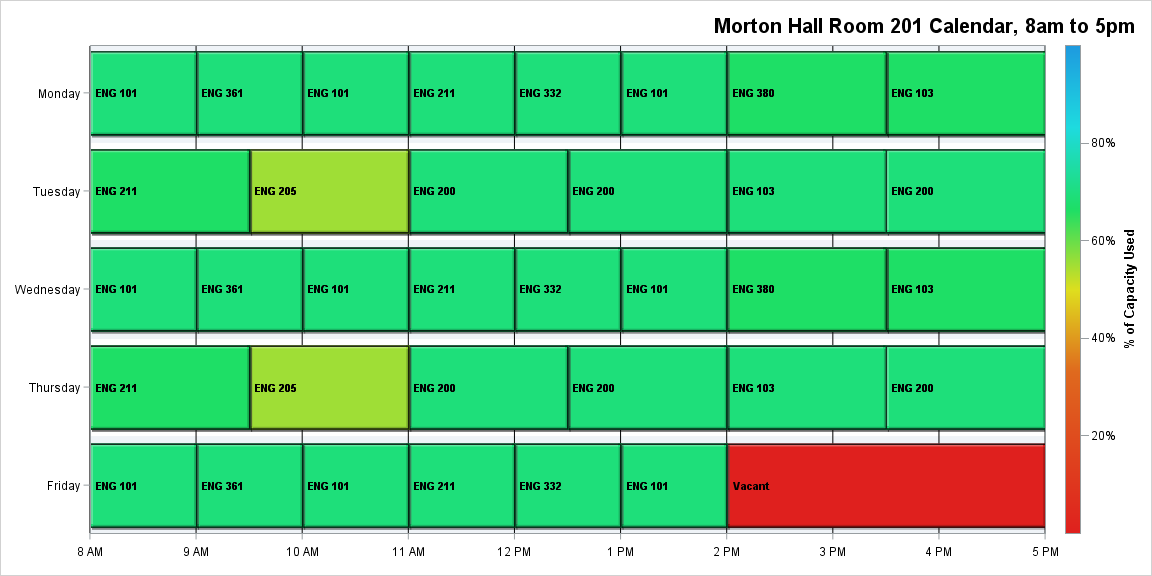 Morton Hall Room 201 Calendar, 8am to 5pm
Monday
ENG 101
ENG 361
ENG 101
ENG 211
ENG 332
ENG 101
ENG 380
ENG 103
Tuesday
ENG 211
ENG 205
ENG 200
ENG 200
ENG 103
ENG 200
Wednesday
ENG 101
ENG 361
ENG 101
ENG 211
ENG 332
ENG 101
ENG 380
ENG 103
Thursday
ENG 211
ENG 205
ENG 200
ENG 200
ENG 103
ENG 200
Friday
ENG 101
ENG 361
ENG 101
ENG 211
ENG 332
ENG 101
Vacant
8 AM
9 AM
10 AM
11 AM
12 PM
1 PM
2 PM
3 PM
4 PM
5 PM
80%
60%
40%
20%
% of Capacity Used